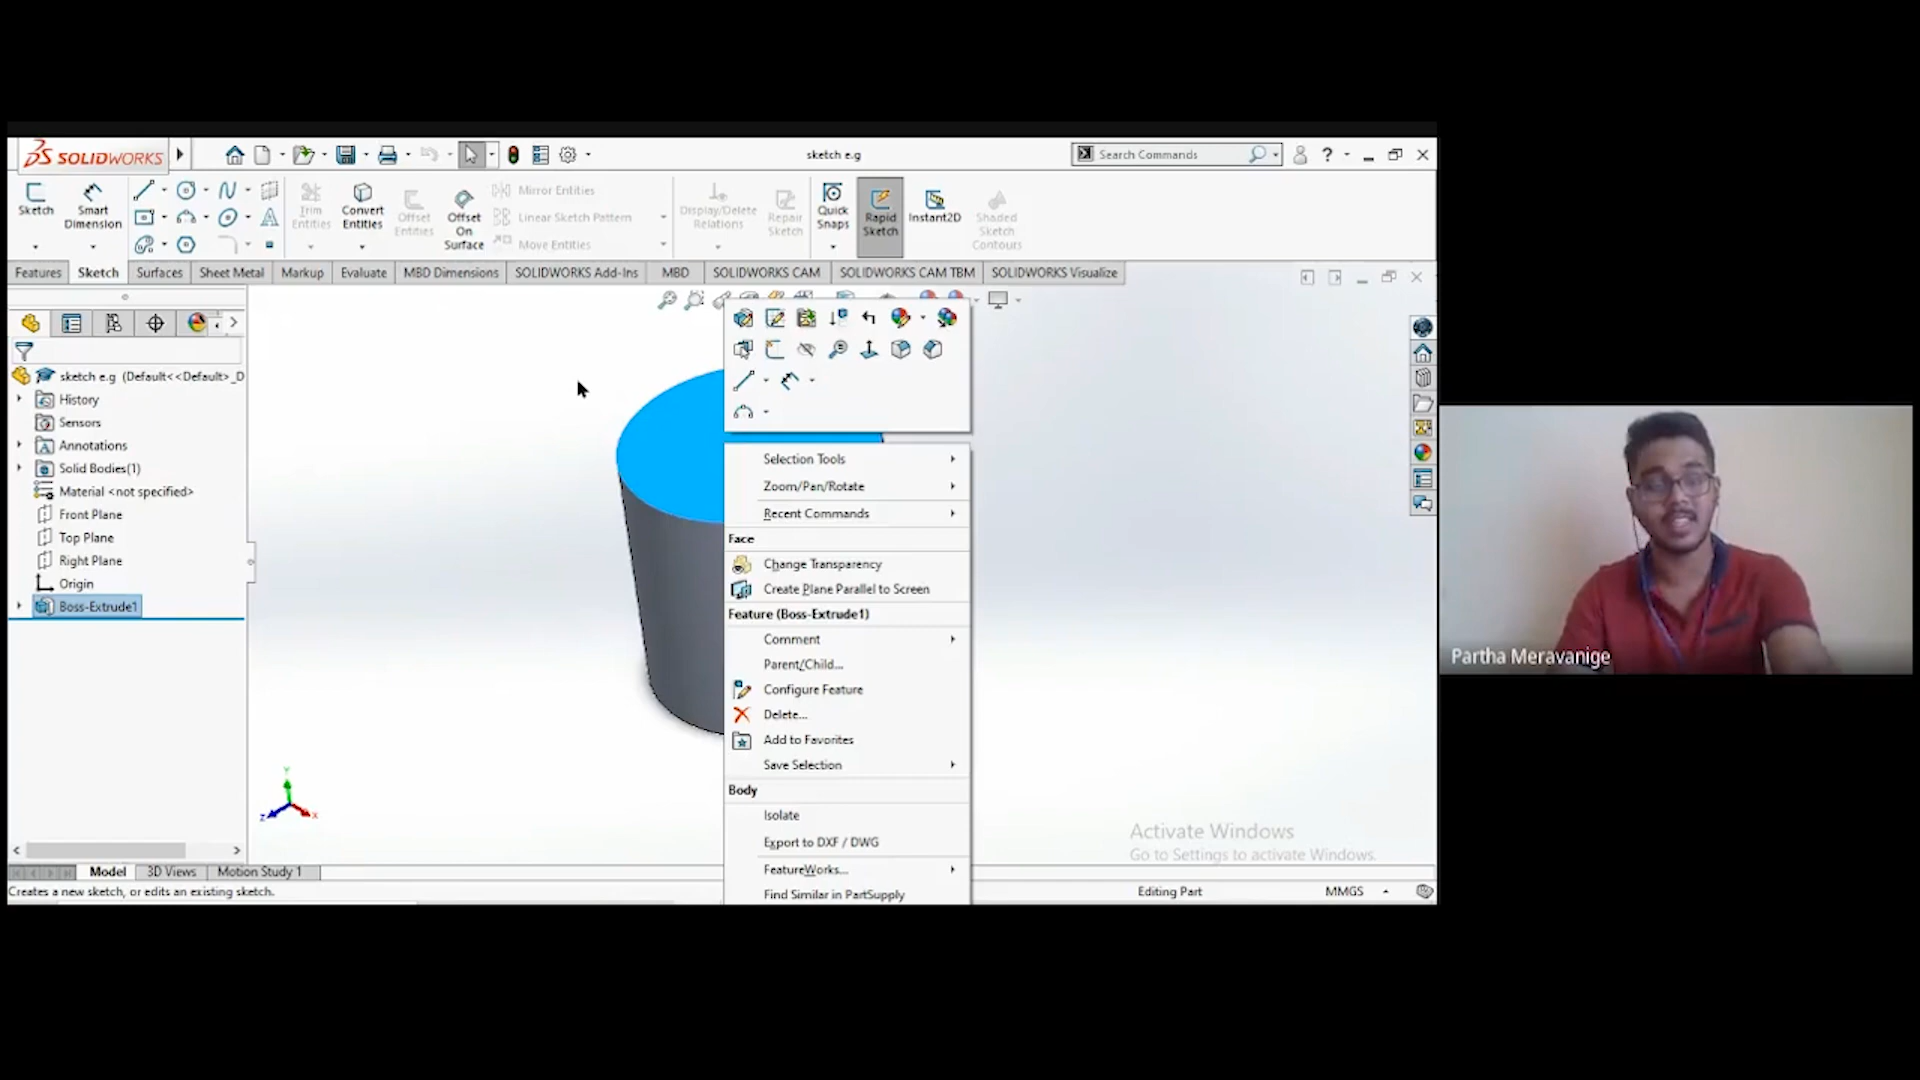 SOLIDWORKS
sketch e.g
Search Commands
?
Sketch
Smart Dimension
Trim Entities
Convert Entities
Offset Entities
Offset On Surface
Mirror Entities
Linear Sketch Pattern
Move Entities
Display/Delete Relations
Repair Sketch
Quick Snaps
Rapid Sketch
Instant2D
Shaded Sketch Contours
Features
Sketch
Surfaces
Sheet Metal
Markup
Evaluate
MBD Dimensions
SOLIDWORKS Add-Ins
MBD
SOLIDWORKS CAM
SOLIDWORKS CAM TBM
SOLIDWORKS Visualize
sketch e.g (Default<<Default>_D
History
Sensors
Annotations
Solid Bodies(1)
Material <not specified>
Front Plane
Top Plane
Right Plane
Origin
Boss-Extrude1
Selection Tools
Zoom/Pan/Rotate
Recent Commands
Face
Change Transparency
Create Plane Parallel to Screen
Feature (Boss-Extrude1)
Comment
Parent/Child...
Configure Feature
Delete...
Add to Favorites
Save Selection
Body
Isolate
Export to DXF / DWG
FeatureWorks...
Find Similar in PartSupply
Y
Z
X
Activate Windows
Go to Settings to activate Windows.
Model
3D Views
Motion Study 1
Creates a new sketch, or edits an existing sketch.
Editing Part
MMGS
Partha Meravanige